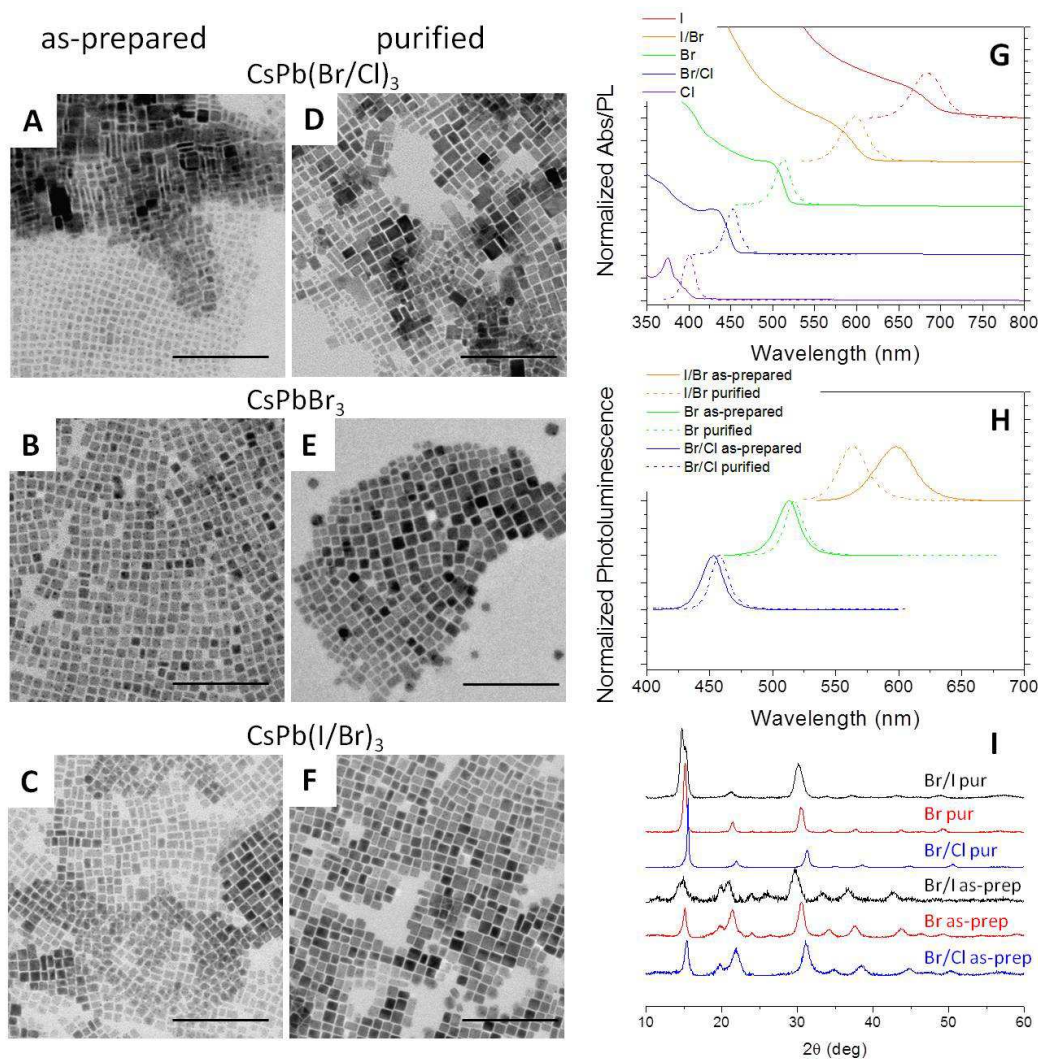 as-prepared purified
CsPb(Br/Cl)₃
A
D
CsPbBr₃
B
E
CsPb(I/Br)₃
C
F
G
I
I/Br
Br
Br/Cl
Cl
Normalized Abs/PL
350 400 450 500 550 600 650 700 750 800
Wavelength (nm)
H
I/Br as-prepared
I/Br purified
Br as-prepared
Br purified
Br/Cl as-prepared
Br/Cl purified
Normalized Photoluminescence
400 450 500 550 600 650 700
Wavelength (nm)
I
Br/I pur
Br pur
Br/Cl pur
Br/I as-prep
Br as-prep
Br/Cl as-prep
10 20 30 40 50 60
2θ (deg)